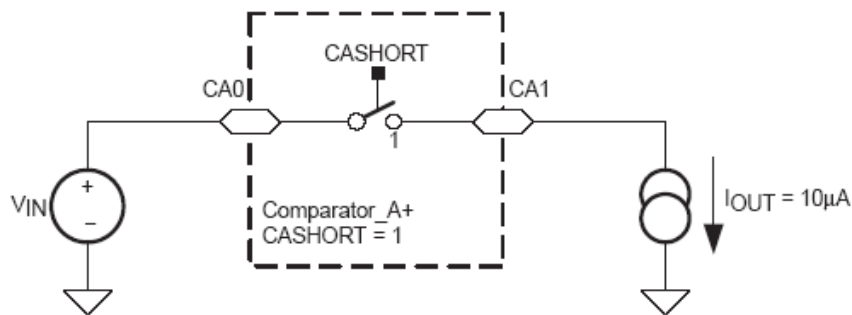 CASHORT
CA0
CA1
1
VIN
+
−
Comparator_A+
CASHORT = 1
IOUT = 10µA